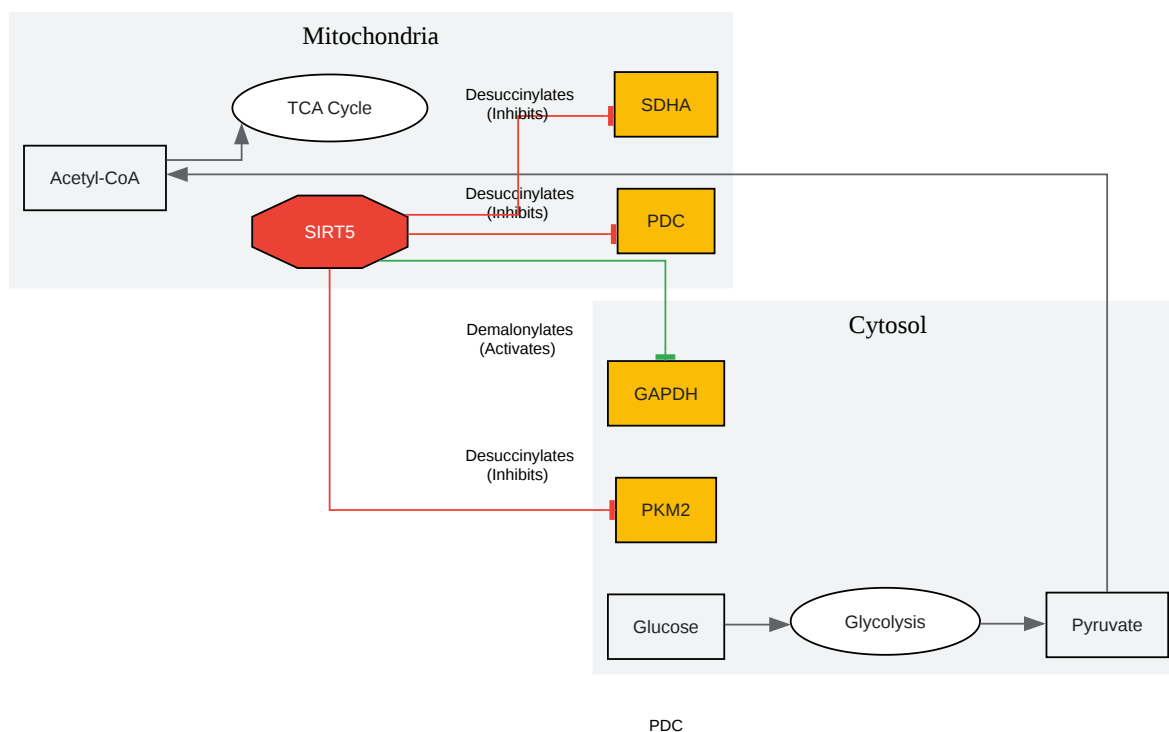 Mitochondria
TCA Cycle
Desuccinylates
(Inhibits)
SDHA
Acetyl-CoA
Desuccinylates
(Inhibits)
PDC
SIRT5
Cytosol
Demalonylates
(Activates)
GAPDH
Desuccinylates
(Inhibits)
PKM2
Glucose
Glycolysis
Pyruvate
PDC